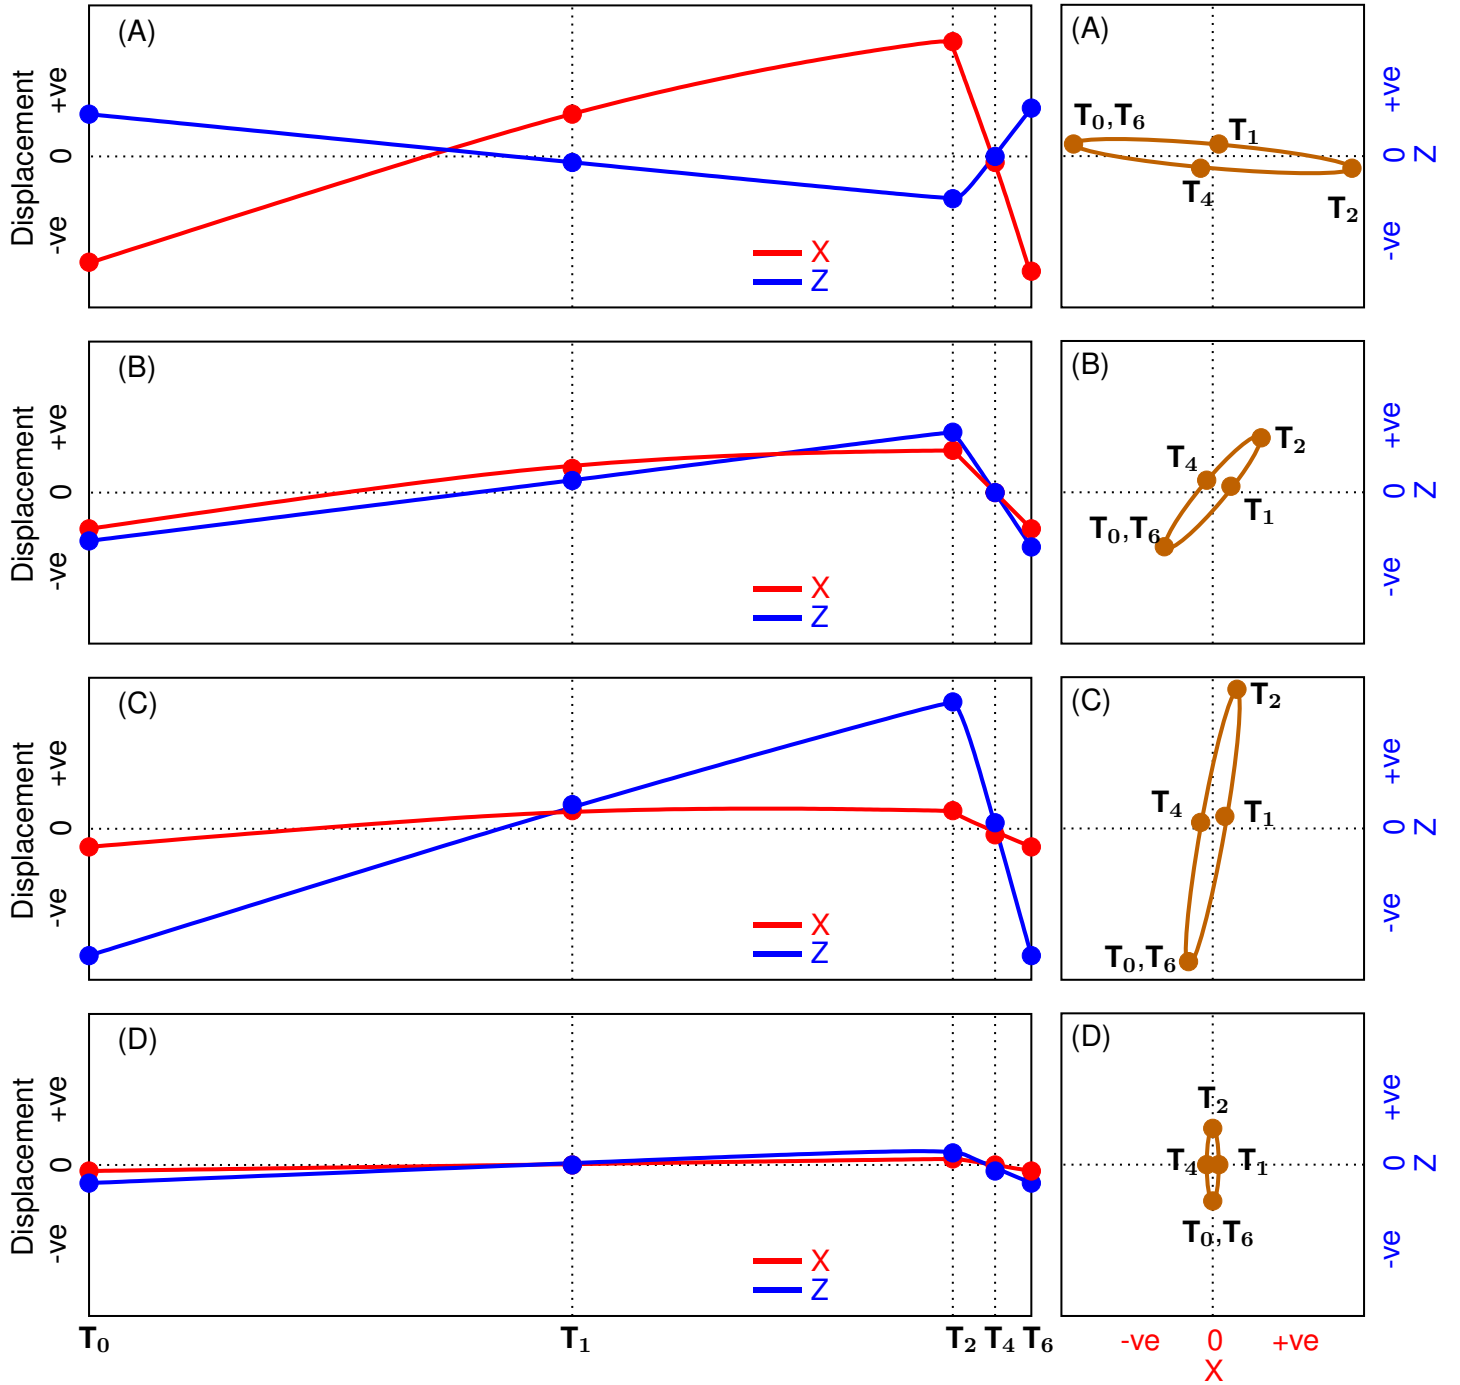 (A)
Displacement
-ve 0 +ve
X
Z
(A)
T0,T6
T1
T4
T2
-ve 0 +ve
Z
(B)
Displacement
-ve 0 +ve
X
Z
(B)
T2
T4
T1
T0,T6
-ve 0 +ve
Z
(C)
Displacement
-ve 0 +ve
X
Z
(C)
T2
T4
T1
T0,T6
-ve 0 +ve
Z
(D)
Displacement
-ve 0 +ve
X
Z
(D)
T2
T4
T1
T0,T6
-ve 0 +ve
Z
T0 T1 T2 T4 T6
-ve 0 +ve
X